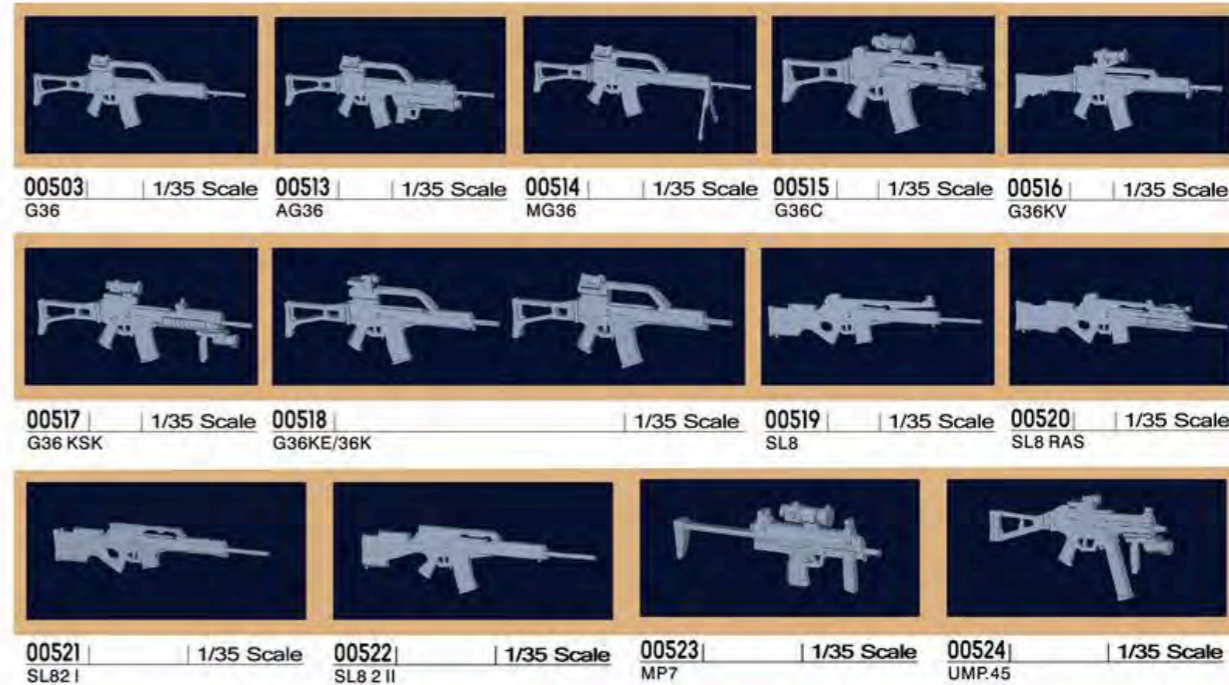 00503 1/35 Scale 00513 1/35 Scale 00514 1/35 Scale 00515 1/35 Scale 00516 1/35 Scale
G36 AG36 MG36 G36C G36KV
00517 1/35 Scale 00518 1/35 Scale 00519 1/35 Scale 00520 1/35 Scale
G36 KSK G36KE/36K SL8 SL8 RAS
00521 1/35 Scale 00522 1/35 Scale 00523 1/35 Scale 00524 1/35 Scale
SL82 I SL8 2 II MP7 UMP.45